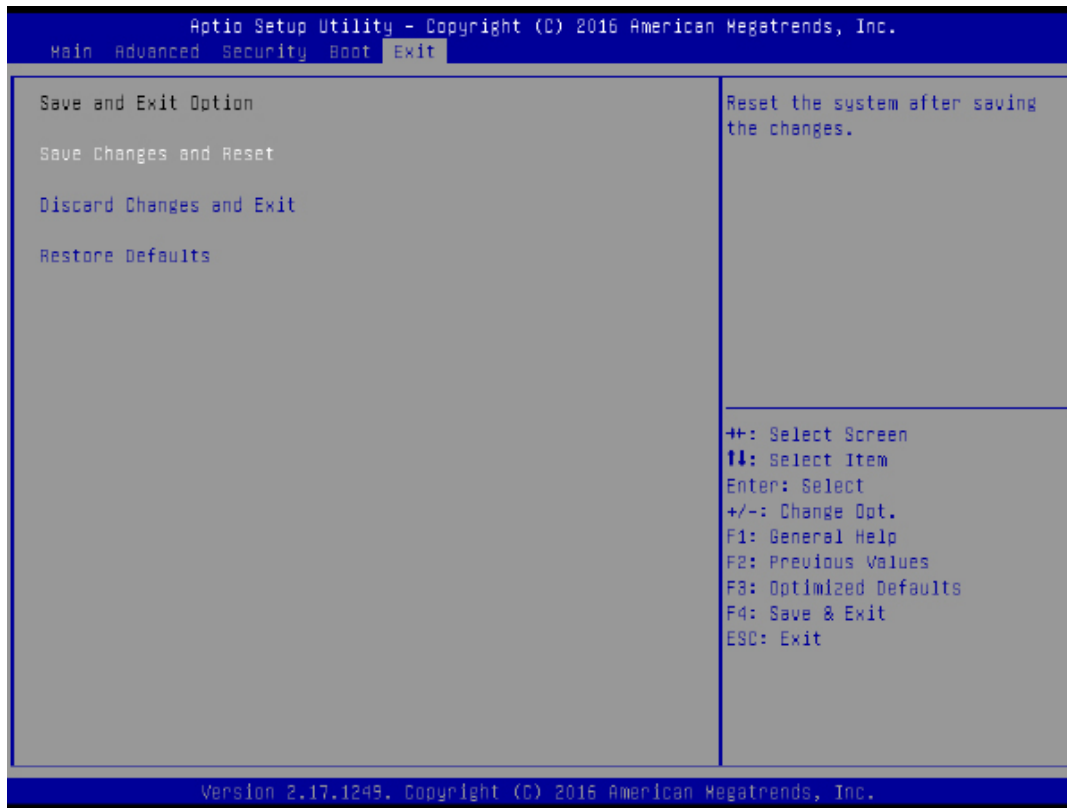 Aptio Setup Utility – Copyright (C) 2016 American Megatrends, Inc.
Main Advanced Security Boot Exit
Save and Exit Option
Save Changes and Reset
Discard Changes and Exit
Restore Defaults
Reset the system after saving
the changes.
→←: Select Screen
↑↓: Select Item
Enter: Select
+/-: Change Opt.
F1: General Help
F2: Previous Values
F3: Optimized Defaults
F4: Save & Exit
ESC: Exit
Version 2.17.1249. Copyright (C) 2016 American Megatrends, Inc.